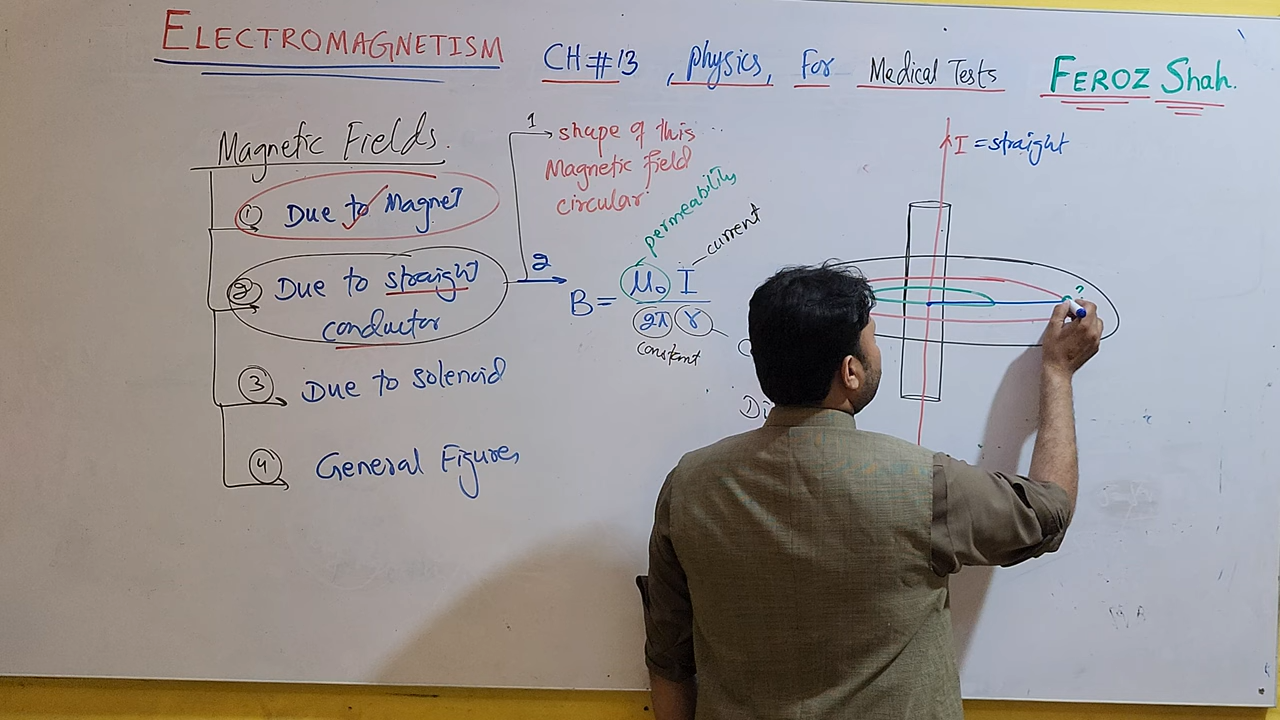 ELECTROMAGNETISM CH#13, Physics, For Medical Tests FEROZ Shah.
Magnetic Fields.
① Due to Magnet
② Due to straight
conductor
③ Due to Solenoid
④ General Figures
1 shape of this
Magnetic field
circular
2
B = μ₀ I / 2π r
permeability
current
constant
I = straight
?